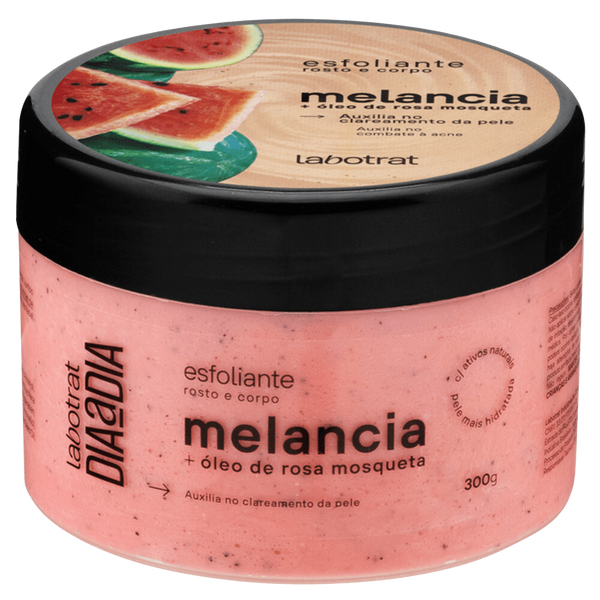 esfoliante
rosto e corpo
melancia
+ óleo de rosa mosqueta
→ Auxilia no
clareamento da pele
Auxilia no
combate à acne
labotrat
labotrat
DIAaDIA
esfoliante
rosto e corpo
melancia
+ óleo de rosa mosqueta
→ Auxilia no clareamento da pele
c/ ativos naturais
pele mais hidratada
300g